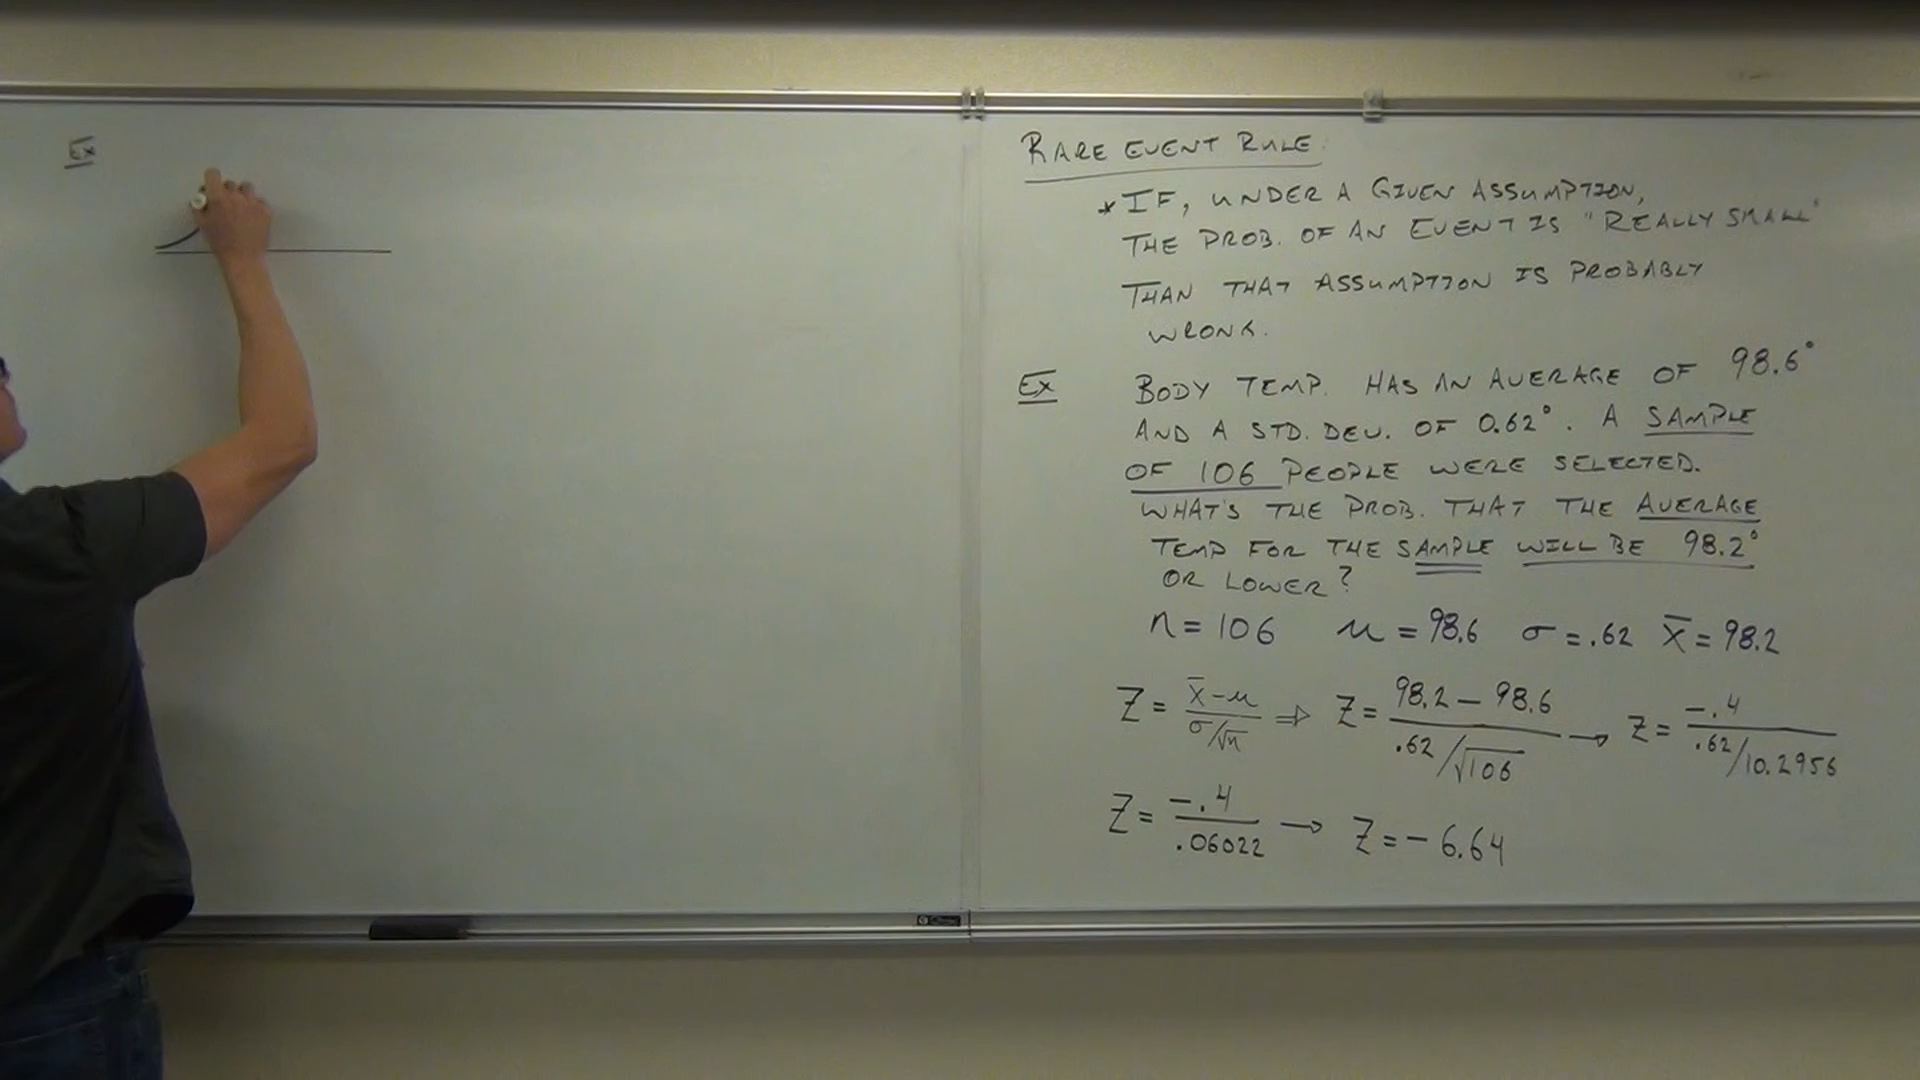 Ex
RARE EVENT RULE:
* IF, UNDER A GIVEN ASSUMPTION,
THE PROB. OF AN EVENT IS "REALLY SMALL"
THAN THAT ASSUMPTION IS PROBABLY
WRONG.
Ex BODY TEMP. HAS AN AVERAGE OF 98.6°
AND A STD. DEV. OF 0.62°. A SAMPLE
OF 106 PEOPLE WERE SELECTED.
WHAT'S THE PROB. THAT THE AVERAGE
TEMP FOR THE SAMPLE WILL BE 98.2°
OR LOWER?
n = 106 μ = 98.6 σ = .62 x̄ = 98.2
Z = (x̄ - μ)/(σ/√n) ⇒ Z = (98.2 - 98.6)/(.62/√106) → Z = -.4/(.62/10.2956)
Z = -.4/.06022 → Z = -6.64